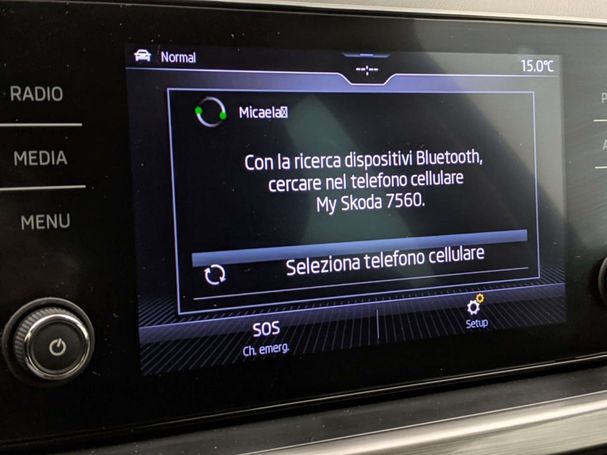 Normal
--:--
15.0°C
RADIO
MEDIA
MENU
Micaela
Con la ricerca dispositivi Bluetooth,
cercare nel telefono cellulare
My Skoda 7560.
Seleziona telefono cellulare
SOS
Ch. emerg.
Setup